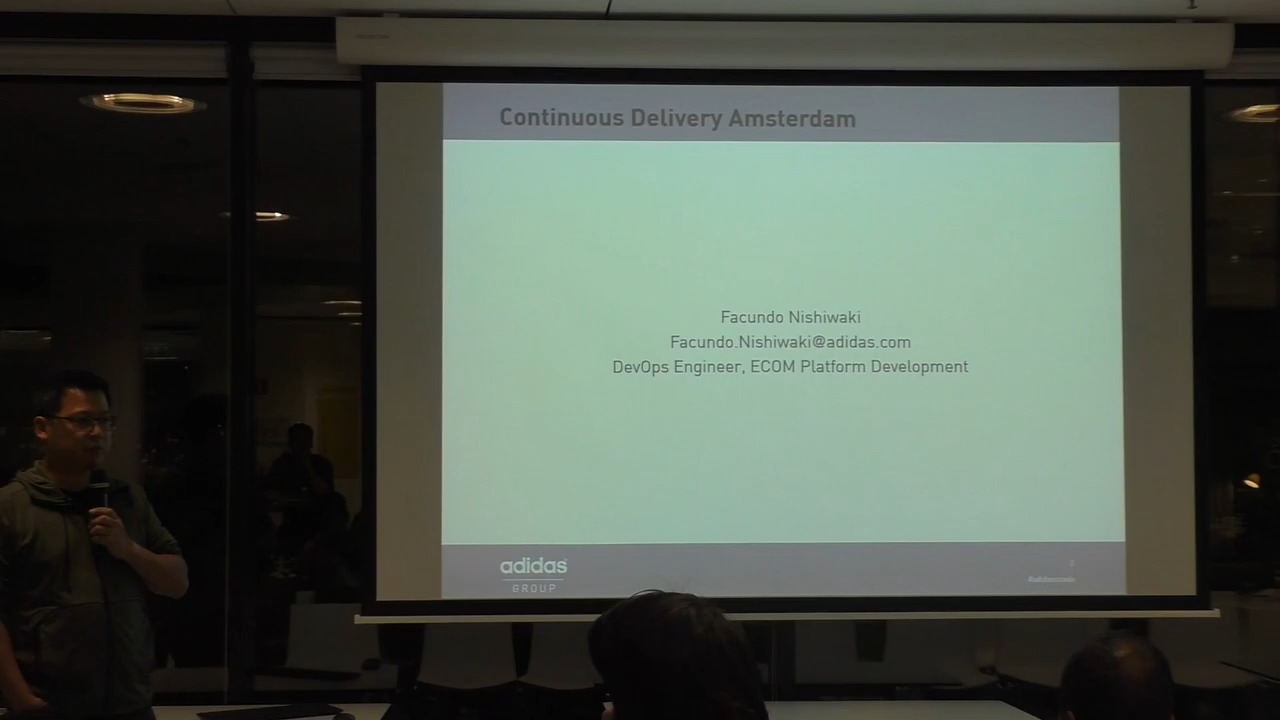 Continuous Delivery Amsterdam
Facundo Nishiwaki
Facundo.Nishiwaki@adidas.com
DevOps Engineer, ECOM Platform Development
adidas
GROUP